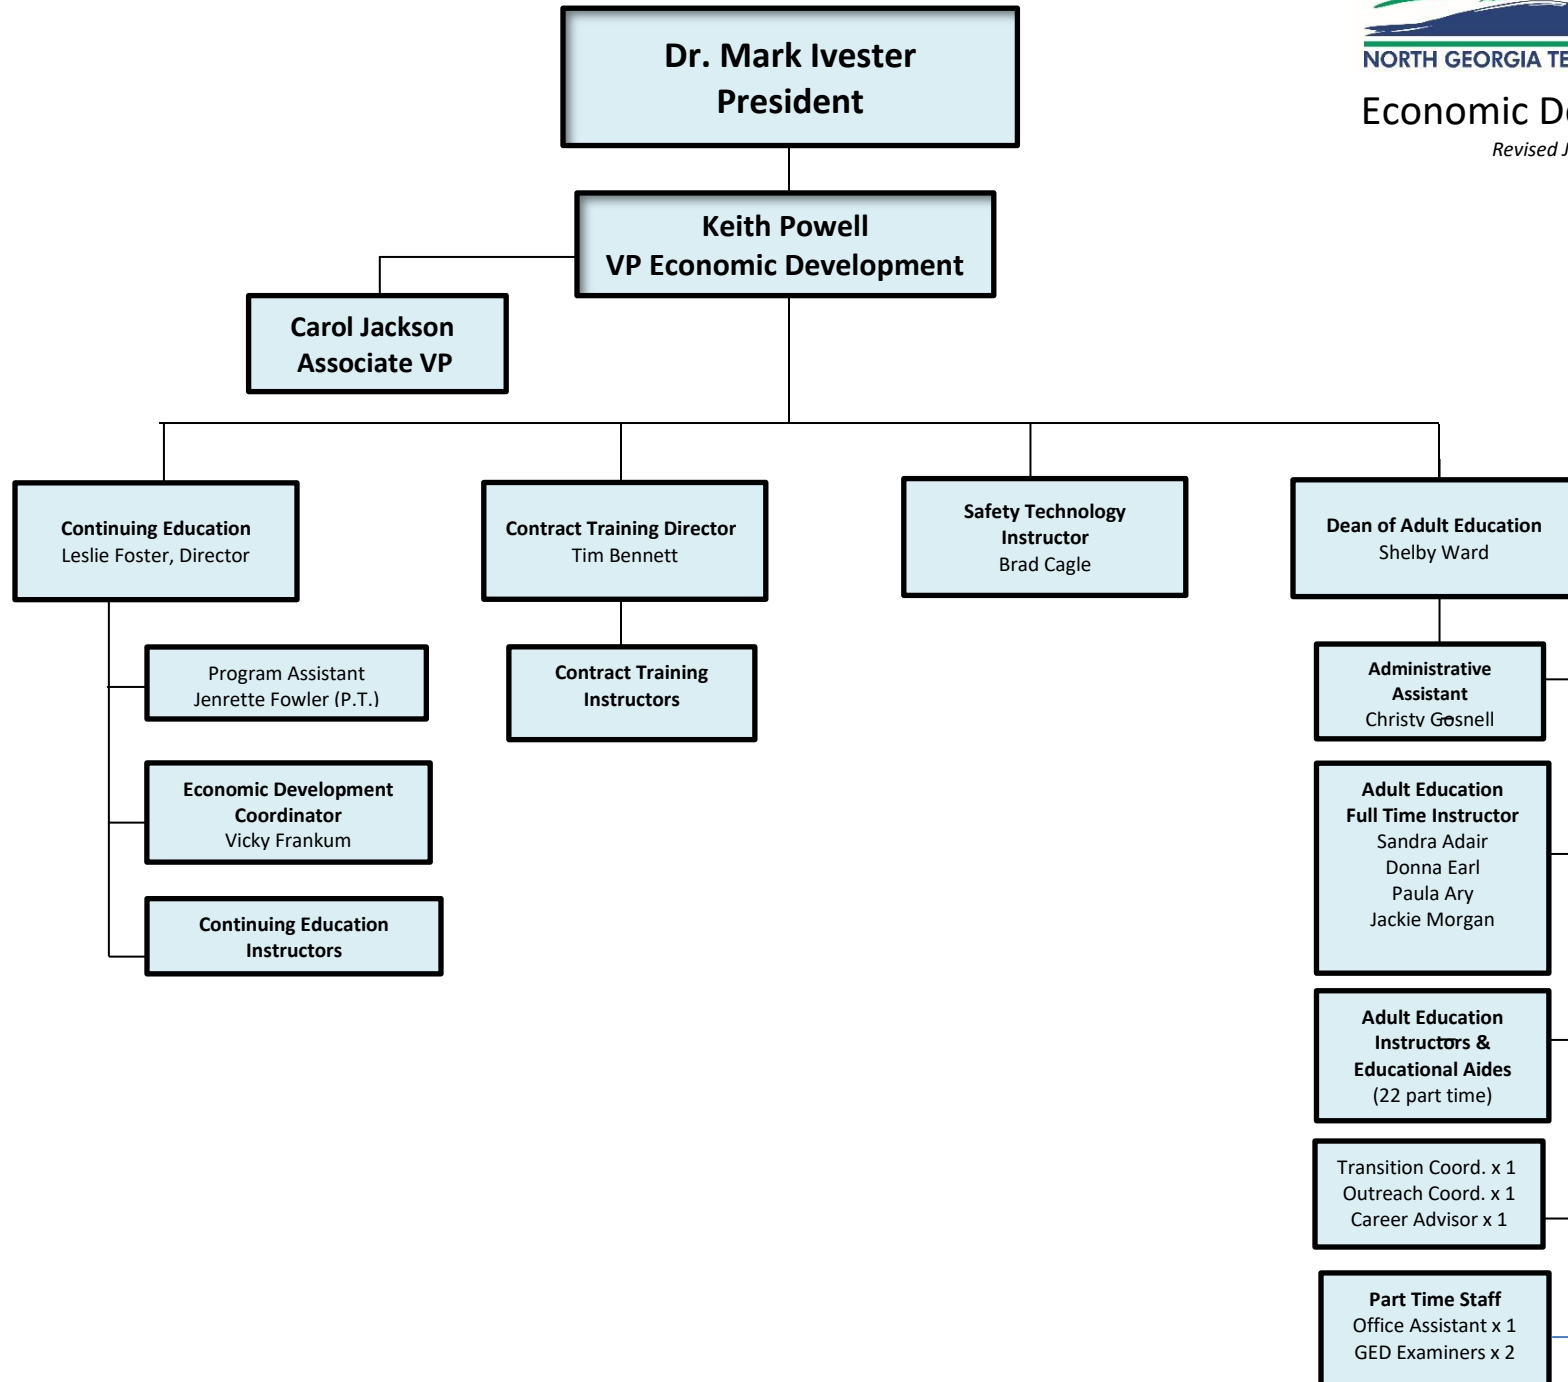 NORTH GEORGIA
Economic
Revised
Dr. Mark Ivester
President
Keith Powell
VP Economic Development
Carol Jackson
Associate VP
Continuing Education
Leslie Foster, Director
Contract Training Director
Tim Bennett
Safety Technology
Instructor
Brad Cagle
Dean of Adult Education
Shelby Ward
Program Assistant
Jenrette Fowler (P.T.)
Economic Development
Coordinator
Vicky Frankum
Continuing Education
Instructors
Contract Training
Instructors
Administrative
Assistant
Christy Gosnell
Adult Education
Full Time Instructor
Sandra Adair
Donna Earl
Paula Ary
Jackie Morgan
Adult Education
Instructors &
Educational Aides
(22 part time)
Transition Coord. x 1
Outreach Coord. x 1
Career Advisor x 1
Part Time Staff
Office Assistant x 1
GED Examiners x 2